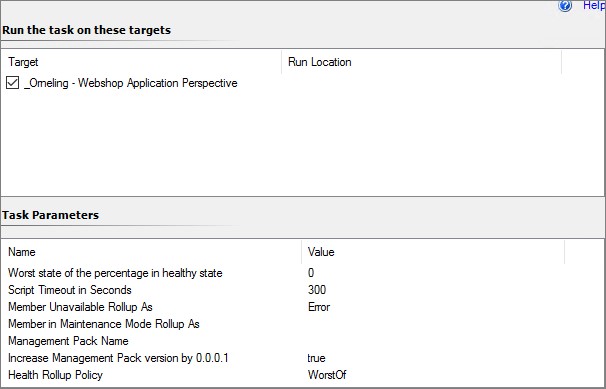 Help
Run the task on these targets
Target Run Location
_Orneling - Webshop Application Perspective
Task Parameters
Name Value
Worst state of the percentage in healthy state 0
Script Timeout in Seconds 300
Member Unavailable Rollup As Error
Member in Maintenance Mode Rollup As
Management Pack Name
Increase Management Pack version by 0.0.0.1 true
Health Rollup Policy WorstOf